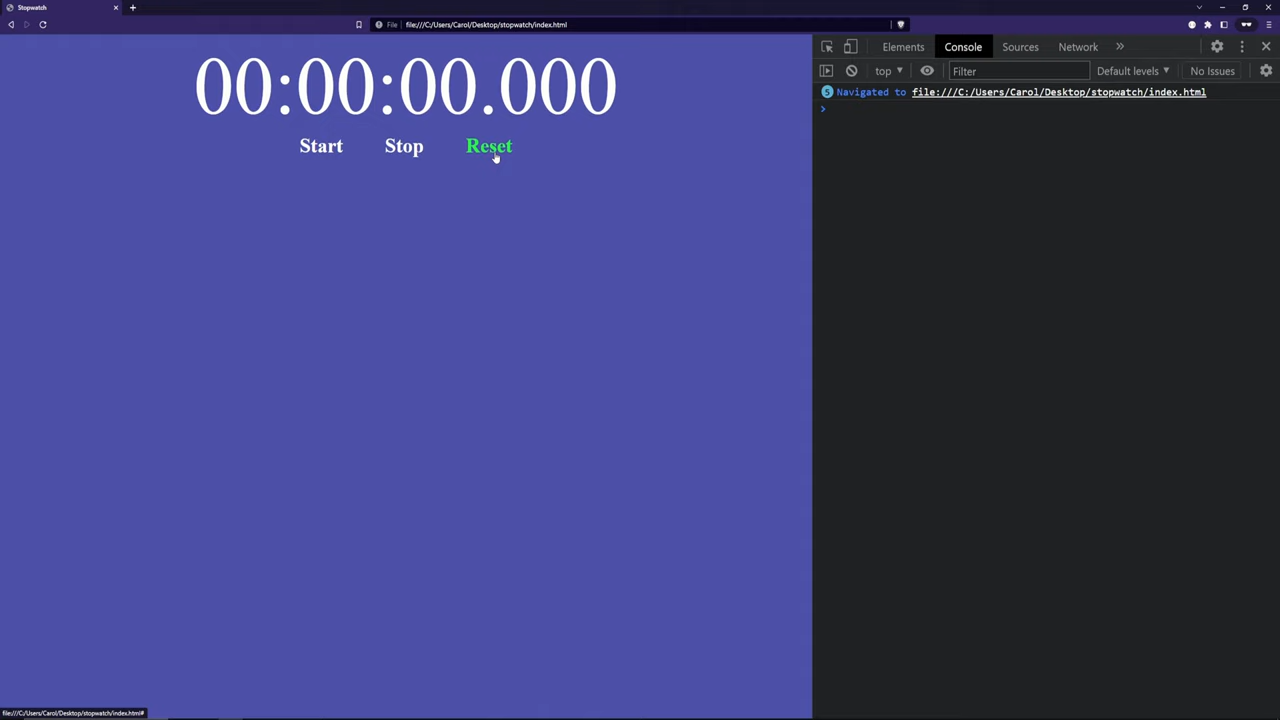 Stopwatch
File file:///C:/Users/Carol/Desktop/stopwatch/index.html
Elements Console Sources Network
top Filter Default levels No Issues
5 Navigated to file:///C:/Users/Carol/Desktop/stopwatch/index.html
00:00:00.000
Start Stop Reset
file:///C:/Users/Carol/Desktop/stopwatch/index.html#